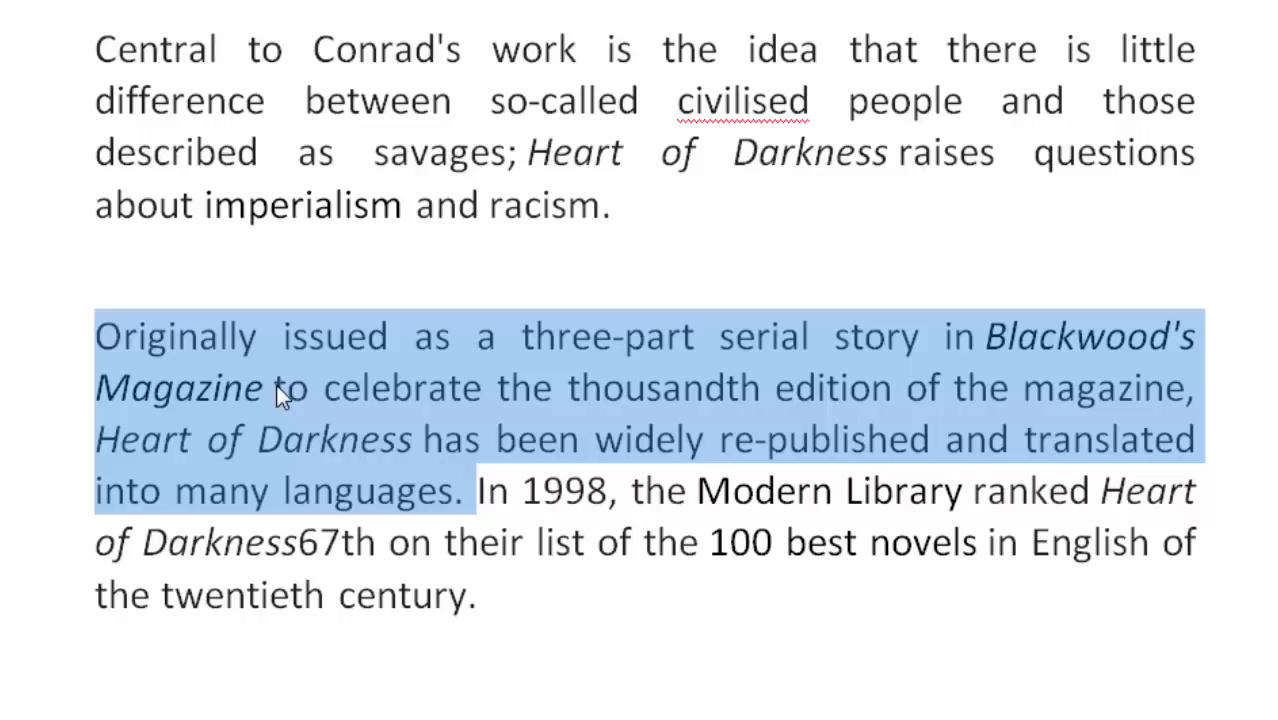 Central to Conrad's work is the idea that there is little
difference between so-called civilised people and those
described as savages; Heart of Darkness raises questions
about imperialism and racism.
Originally issued as a three-part serial story in Blackwood's
Magazine to celebrate the thousandth edition of the magazine,
Heart of Darkness has been widely re-published and translated
into many languages. In 1998, the Modern Library ranked Heart
of Darkness67th on their list of the 100 best novels in English of
the twentieth century.